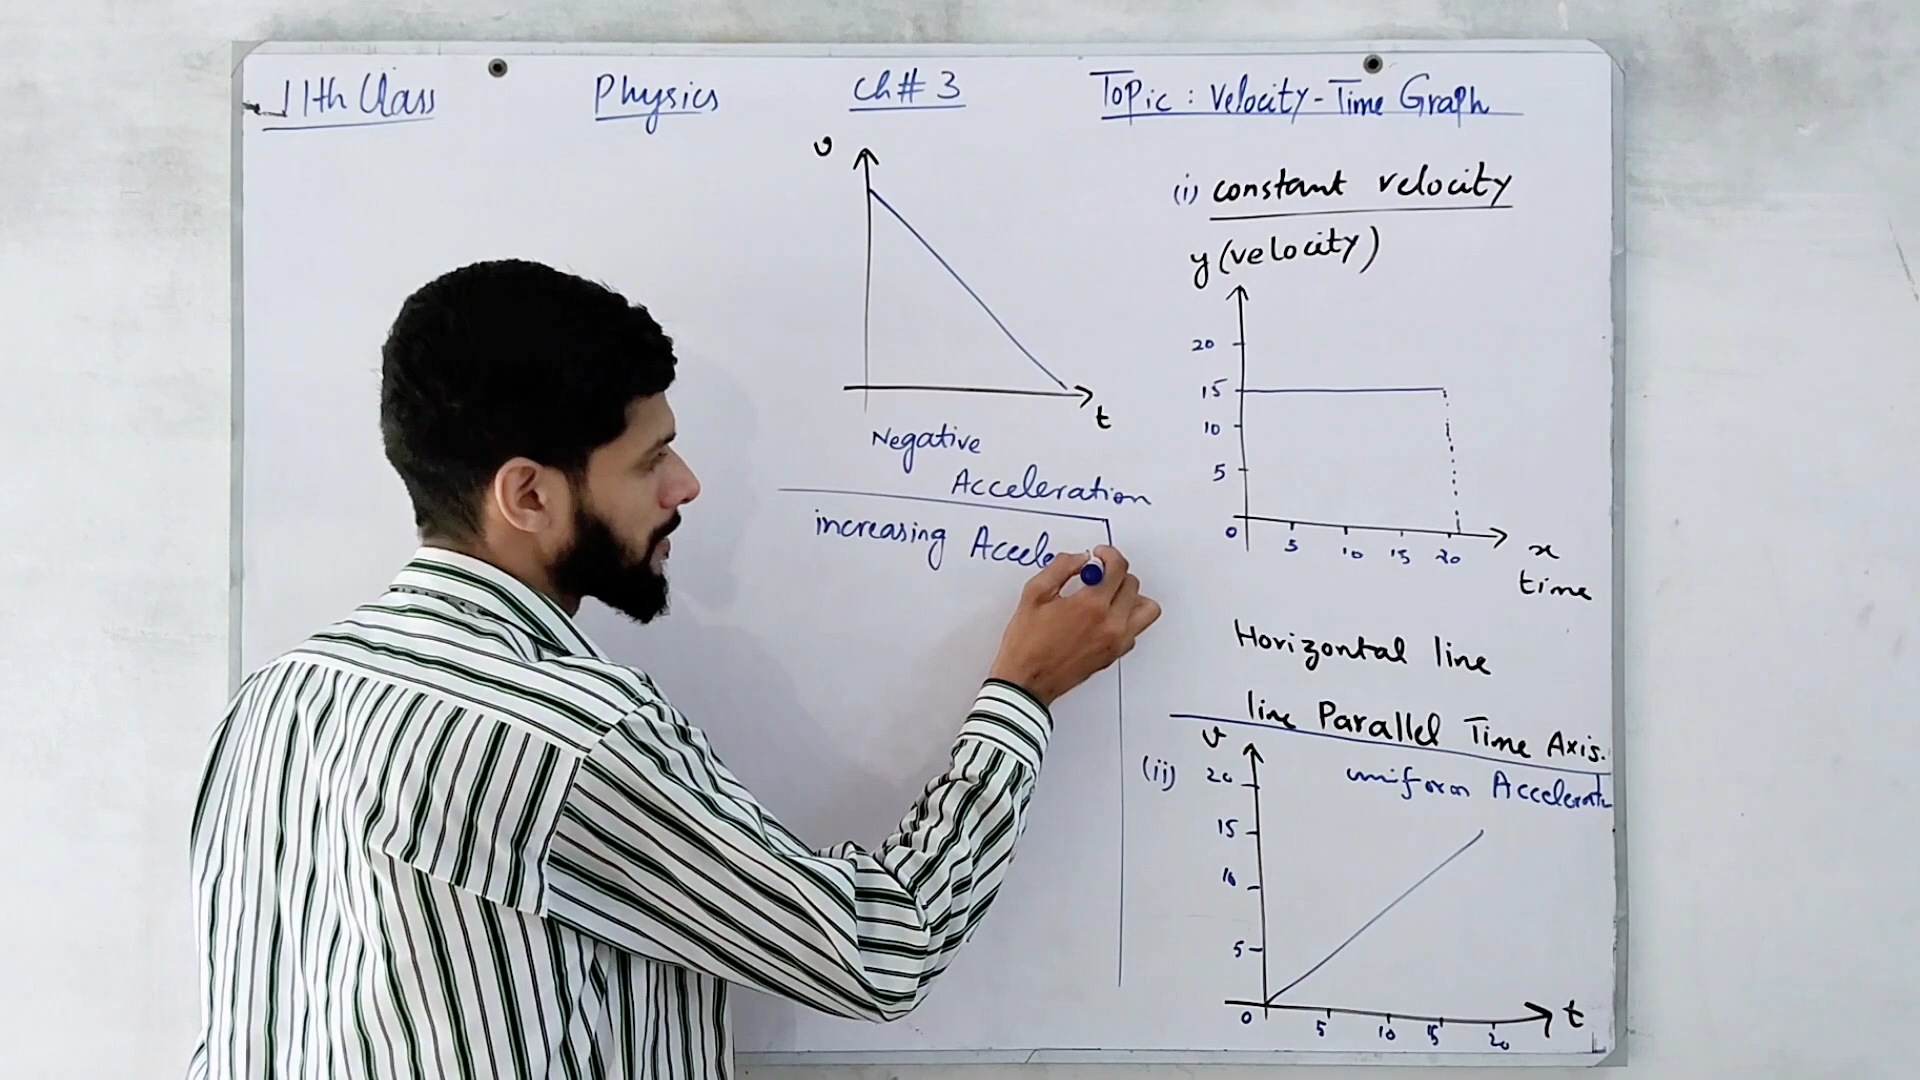 11th Class Physics Ch# 3 Topic: Velocity-Time Graph
v
t
Negative
Acceleration
increasing Accele
(i) constant velocity
y (velocity)
20
15
10
5
0 5 10 15 20 x
time
Horizontal line
line Parallel Time Axis.
(ii) v
uniform Accelerati
20
15
10
5
0 5 10 15 20 t